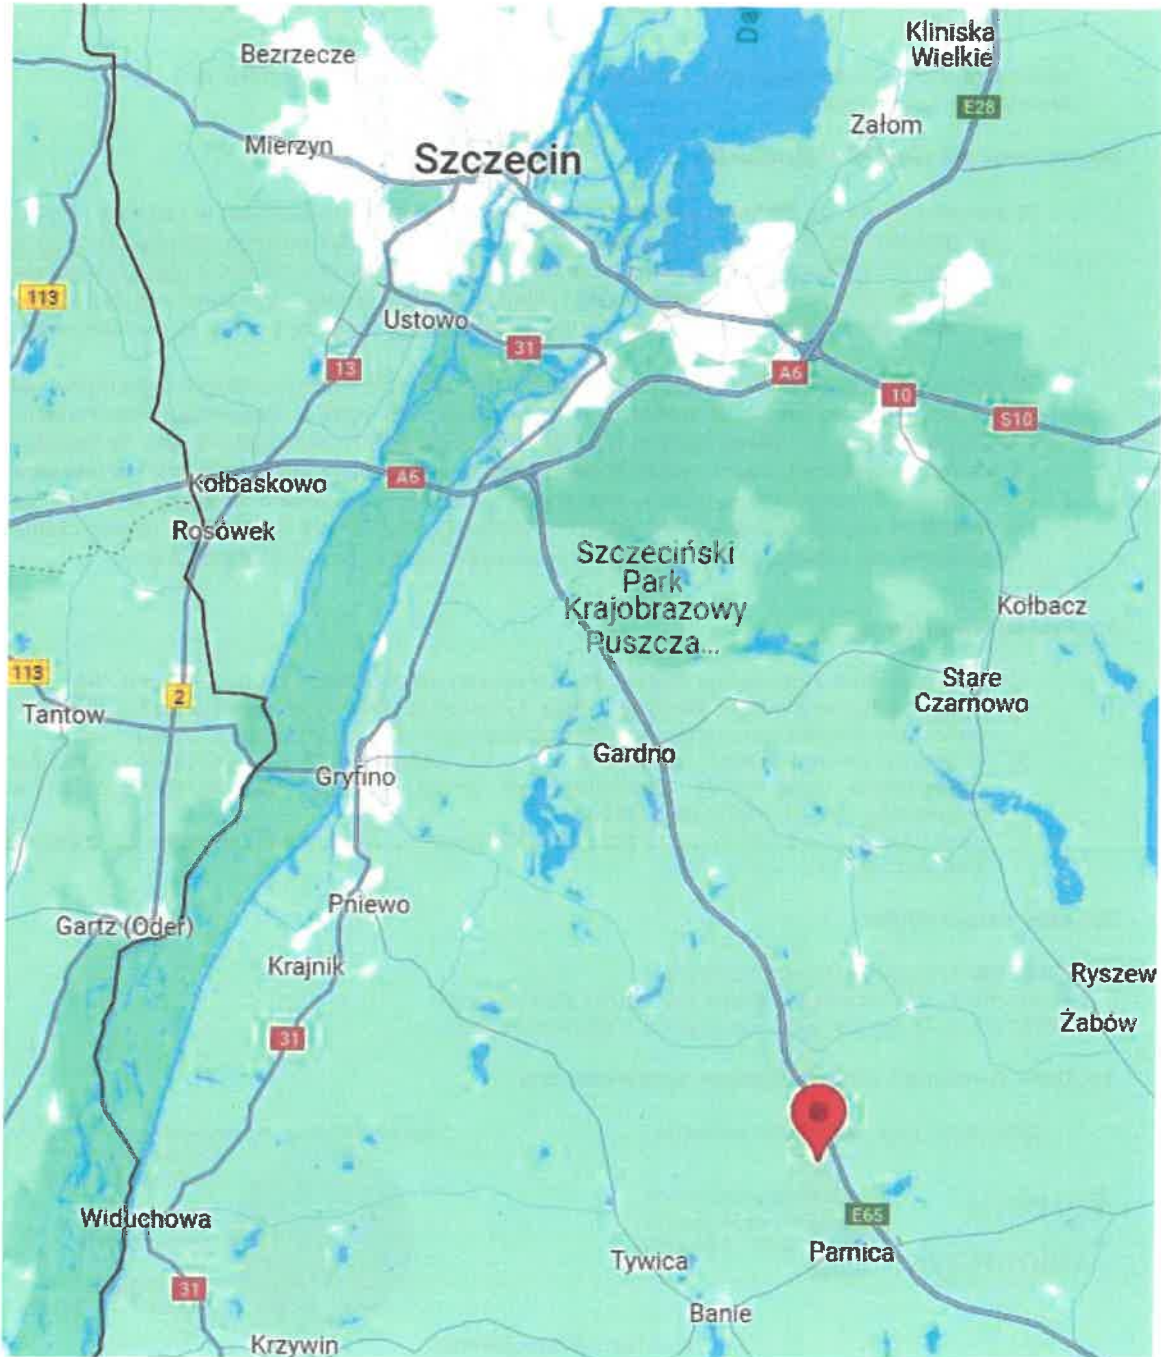 Da
Kliniska
Wielkie
Bezrzecze
E28
Załom
Mierzyn
Szczecin
113
Ustowo
31
13
A6
10
S10
Kołbaskowo
A6
Rosówek
Szczeciński
Park
Krajobrazowy
Puszcza...
Kołbacz
113
2
Stare
Czarnowo
Tantow
Gardno
Gryfino
Pniewo
Gartz (Oder)
Krajnik
Ryszew
Żabów
31
Widuchowa
E65
Parnica
Tywica
31
Banie
Krzywin